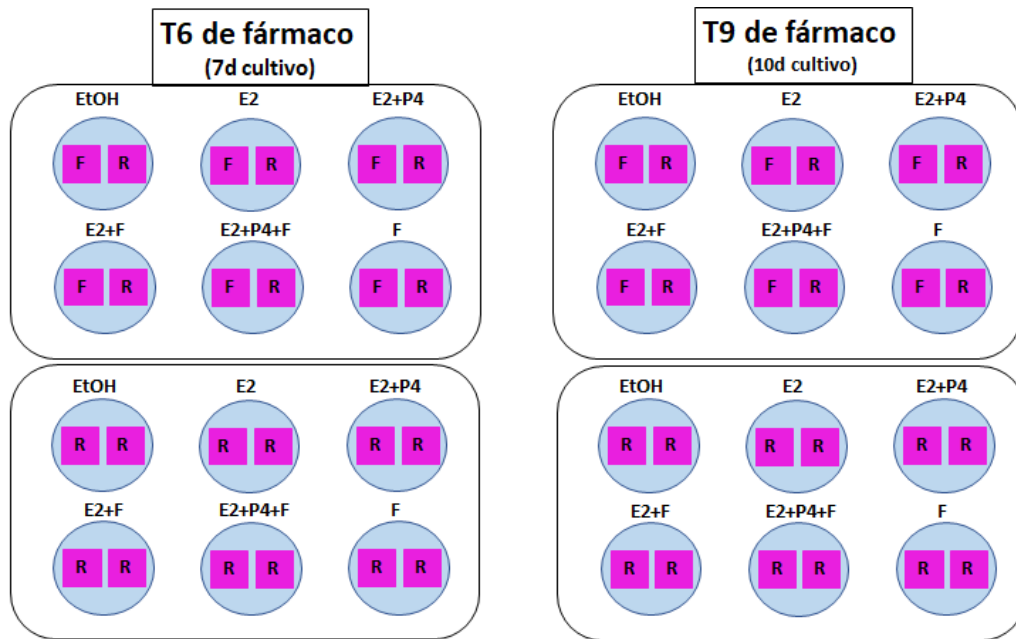 T6 de fármaco
(7d cultivo)
EtOH E2 E2+P4
F R F R F R
E2+F E2+P4+F F
F R F R F R
EtOH E2 E2+P4
R R R R R R
E2+F E2+P4+F F
R R R R R R
T9 de fármaco
(10d cultivo)
EtOH E2 E2+P4
F R F R F R
E2+F E2+P4+F F
F R F R F R
EtOH E2 E2+P4
R R R R R R
E2+F E2+P4+F F
R R R R R R